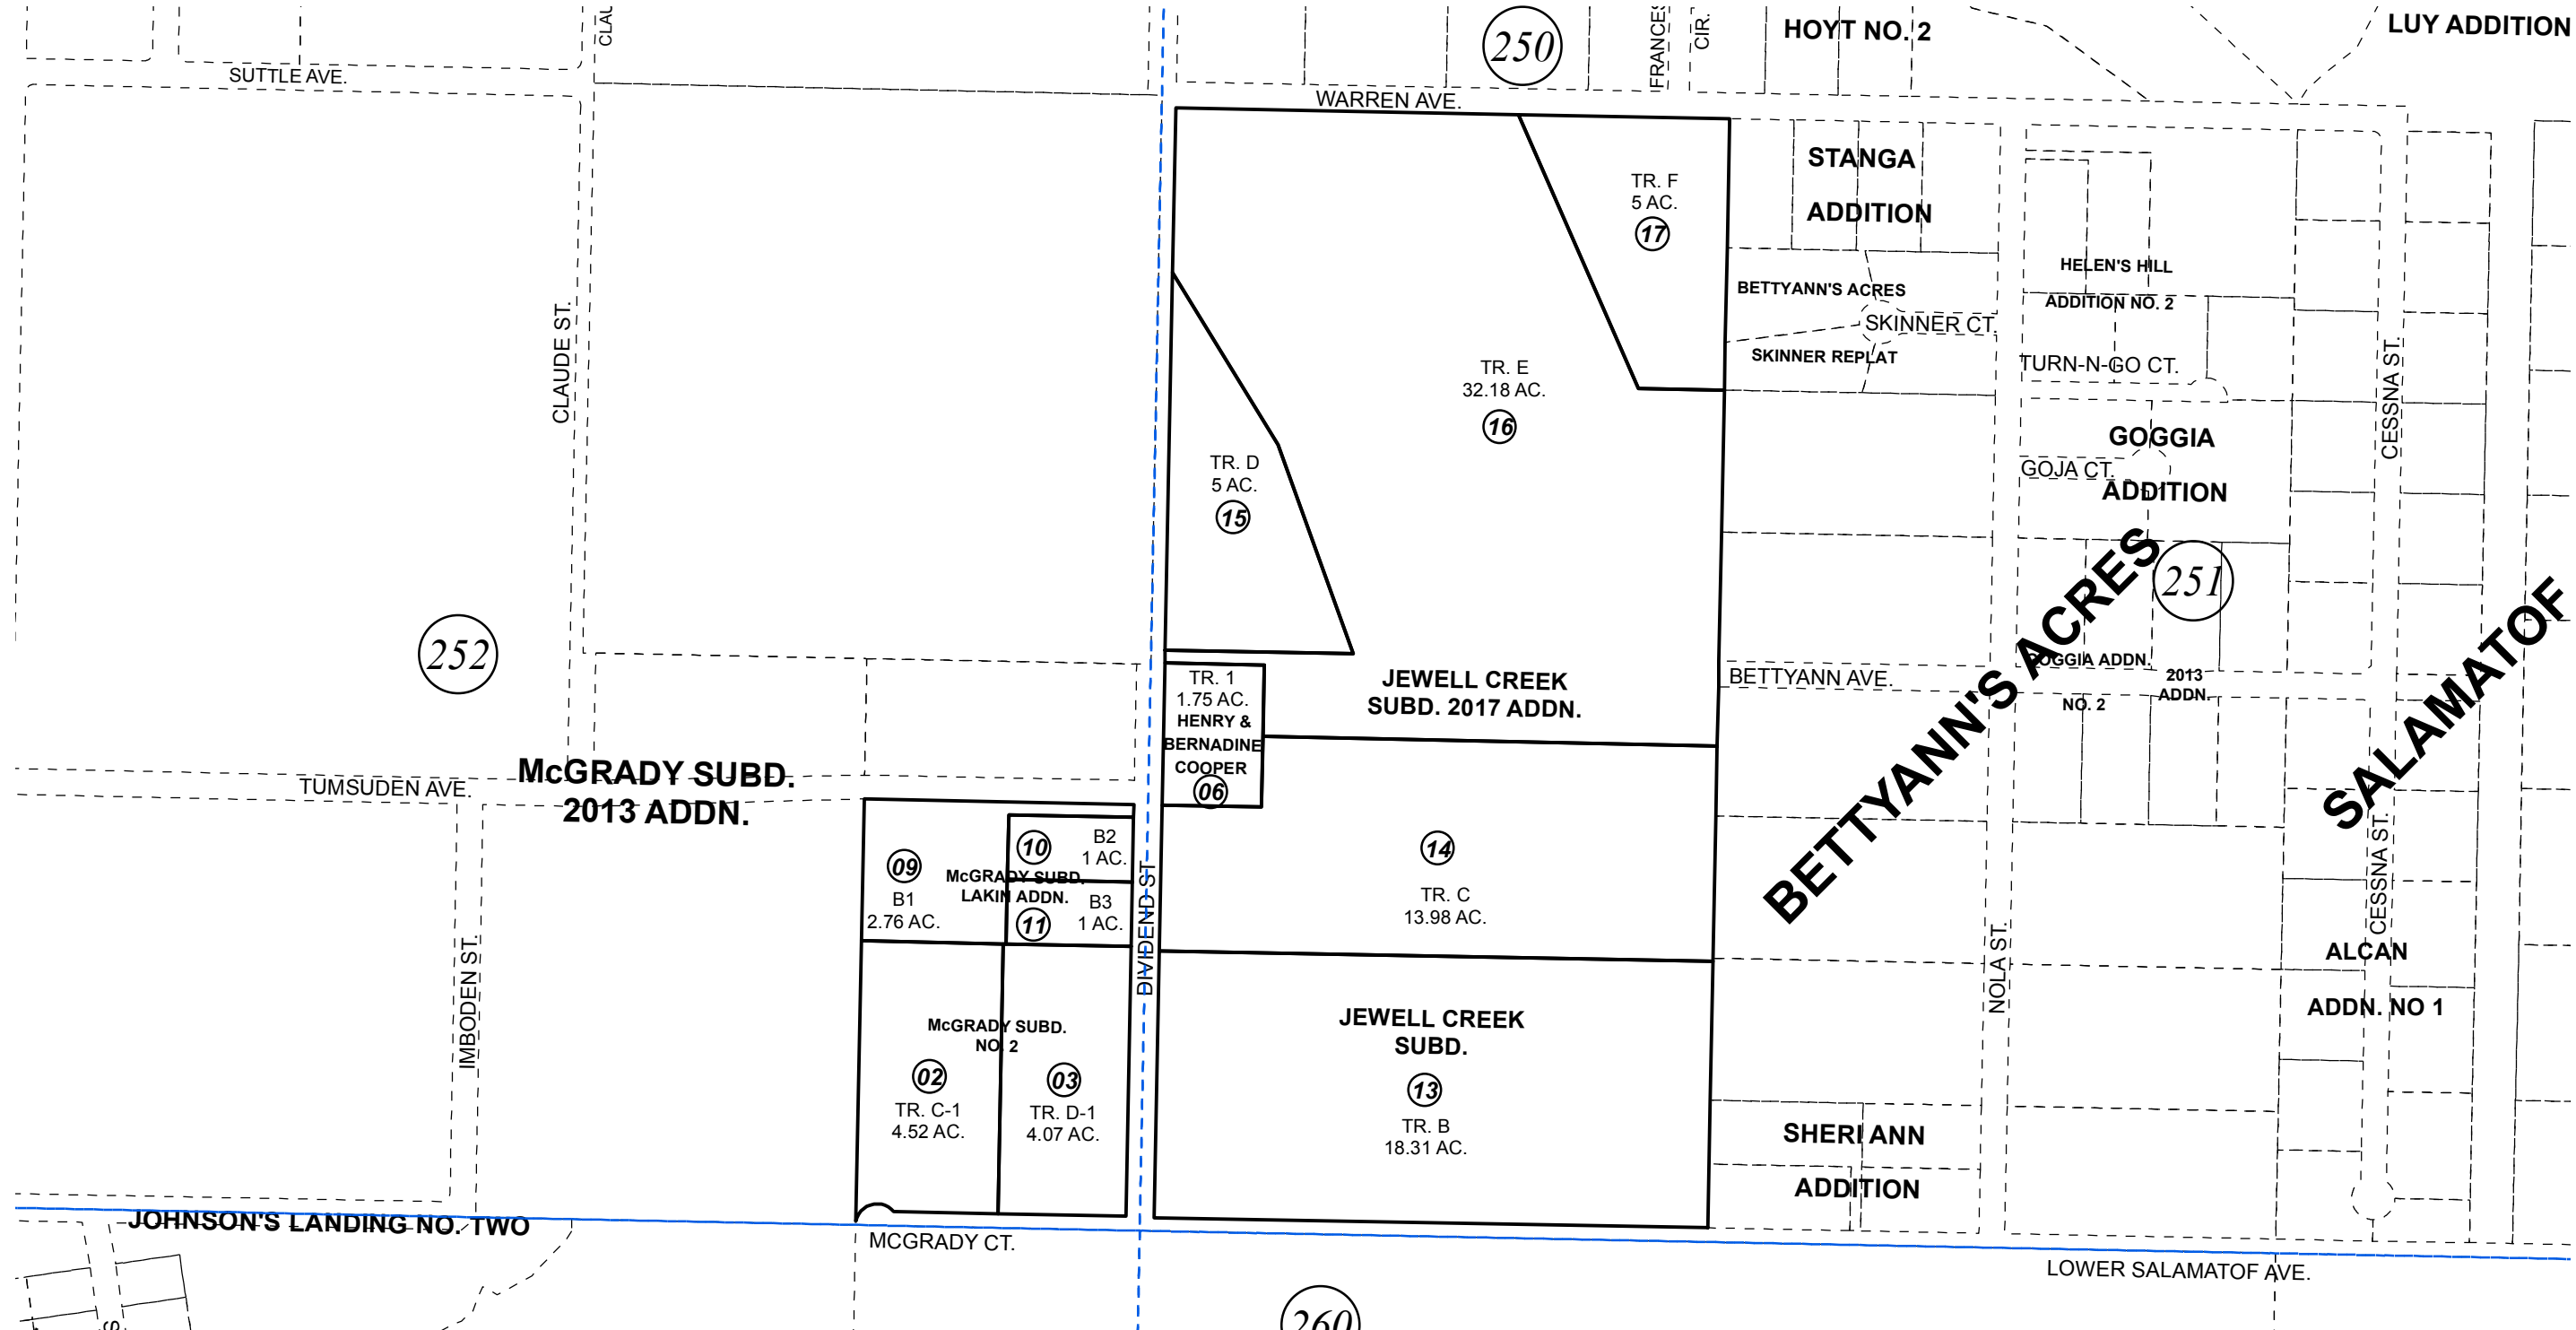 CLAU
250
FRANCES
CIR.
HOYT NO. 2
LUY ADDITION
SUTTLE AVE.
WARREN AVE.
STANGA
ADDITION
TR. F
5 AC.
17
HELEN'S HILL
ADDITION NO. 2
BETTYANN'S ACRES
SKINNER CT.
SKINNER REPLAT
TURN-N-GO CT.
CLAUDE ST.
CESSNA ST.
TR. E
32.18 AC.
16
GOGGIA
ADDITION
GOJA CT.
TR. D
5 AC.
15
251
252
BETTYANN'S ACRES
SALAMATOF
GOGGIA ADDN.
NO. 2
2013
ADDN.
BETTYANN AVE.
JEWELL CREEK
SUBD. 2017 ADDN.
TR. 1
1.75 AC.
HENRY &
BERNADINE
COOPER
06
McGRADY SUBD.
2013 ADDN.
TUMSUDEN AVE.
09
B1
2.76 AC.
10
B2
1 AC.
McGRADY SUBD.
LAKIN ADDN.
11
B3
1 AC.
DIVIDEND ST.
14
TR. C
13.98 AC.
CESSNA ST.
NOLA ST.
ALCAN
ADDN. NO 1
IMBODEN ST.
McGRADY SUBD.
NO. 2
02
TR. C-1
4.52 AC.
03
TR. D-1
4.07 AC.
JEWELL CREEK
SUBD.
13
TR. B
18.31 AC.
SHERI ANN
ADDITION
JOHNSON'S LANDING NO. TWO
MCGRADY CT.
LOWER SALAMATOF AVE.
260
S